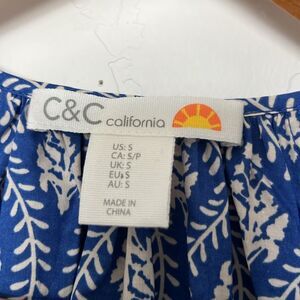 C&C california
US: S
CA: S/P
UK: S
EU: S
AU: S
MADE IN
CHINA